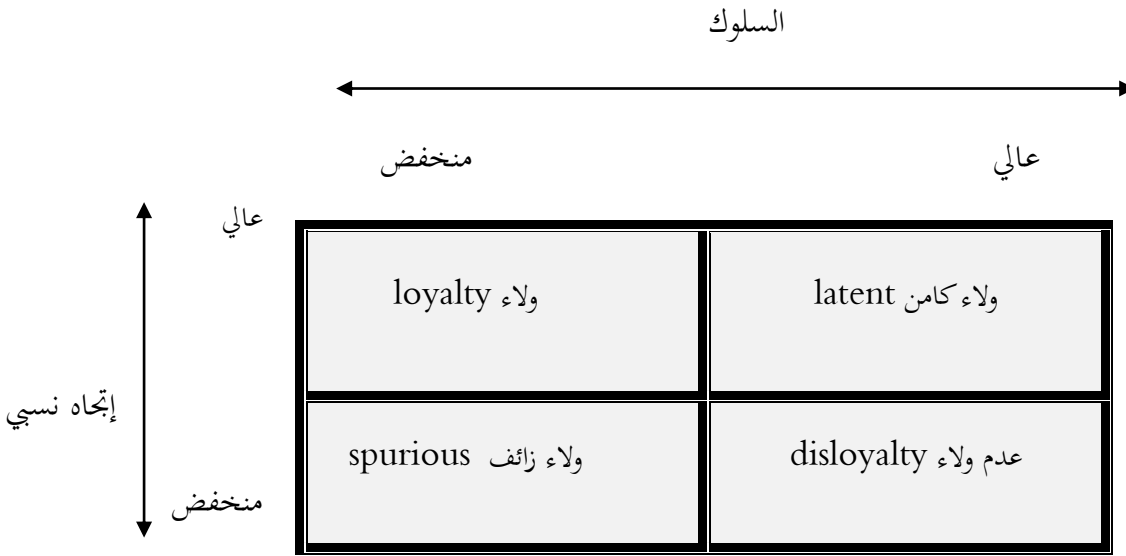 السلوك
عالي منخفض
عالي
ولاء كامن latent ولاء loyalty
إتجاه نسبي
عدم ولاء disloyalty ولاء زائف spurious
منخفض